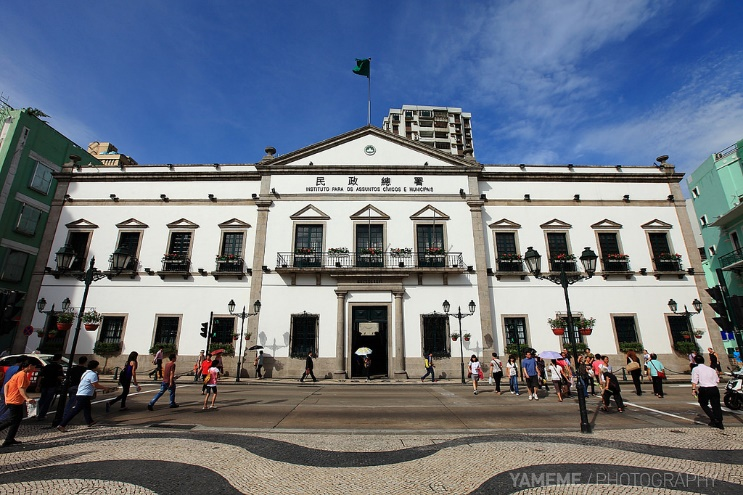 民政總署
INSTITUTO PARA OS ASSUNTOS CÍVICOS E MUNICIPAIS
YAMEME / PHOTOGRAPHY